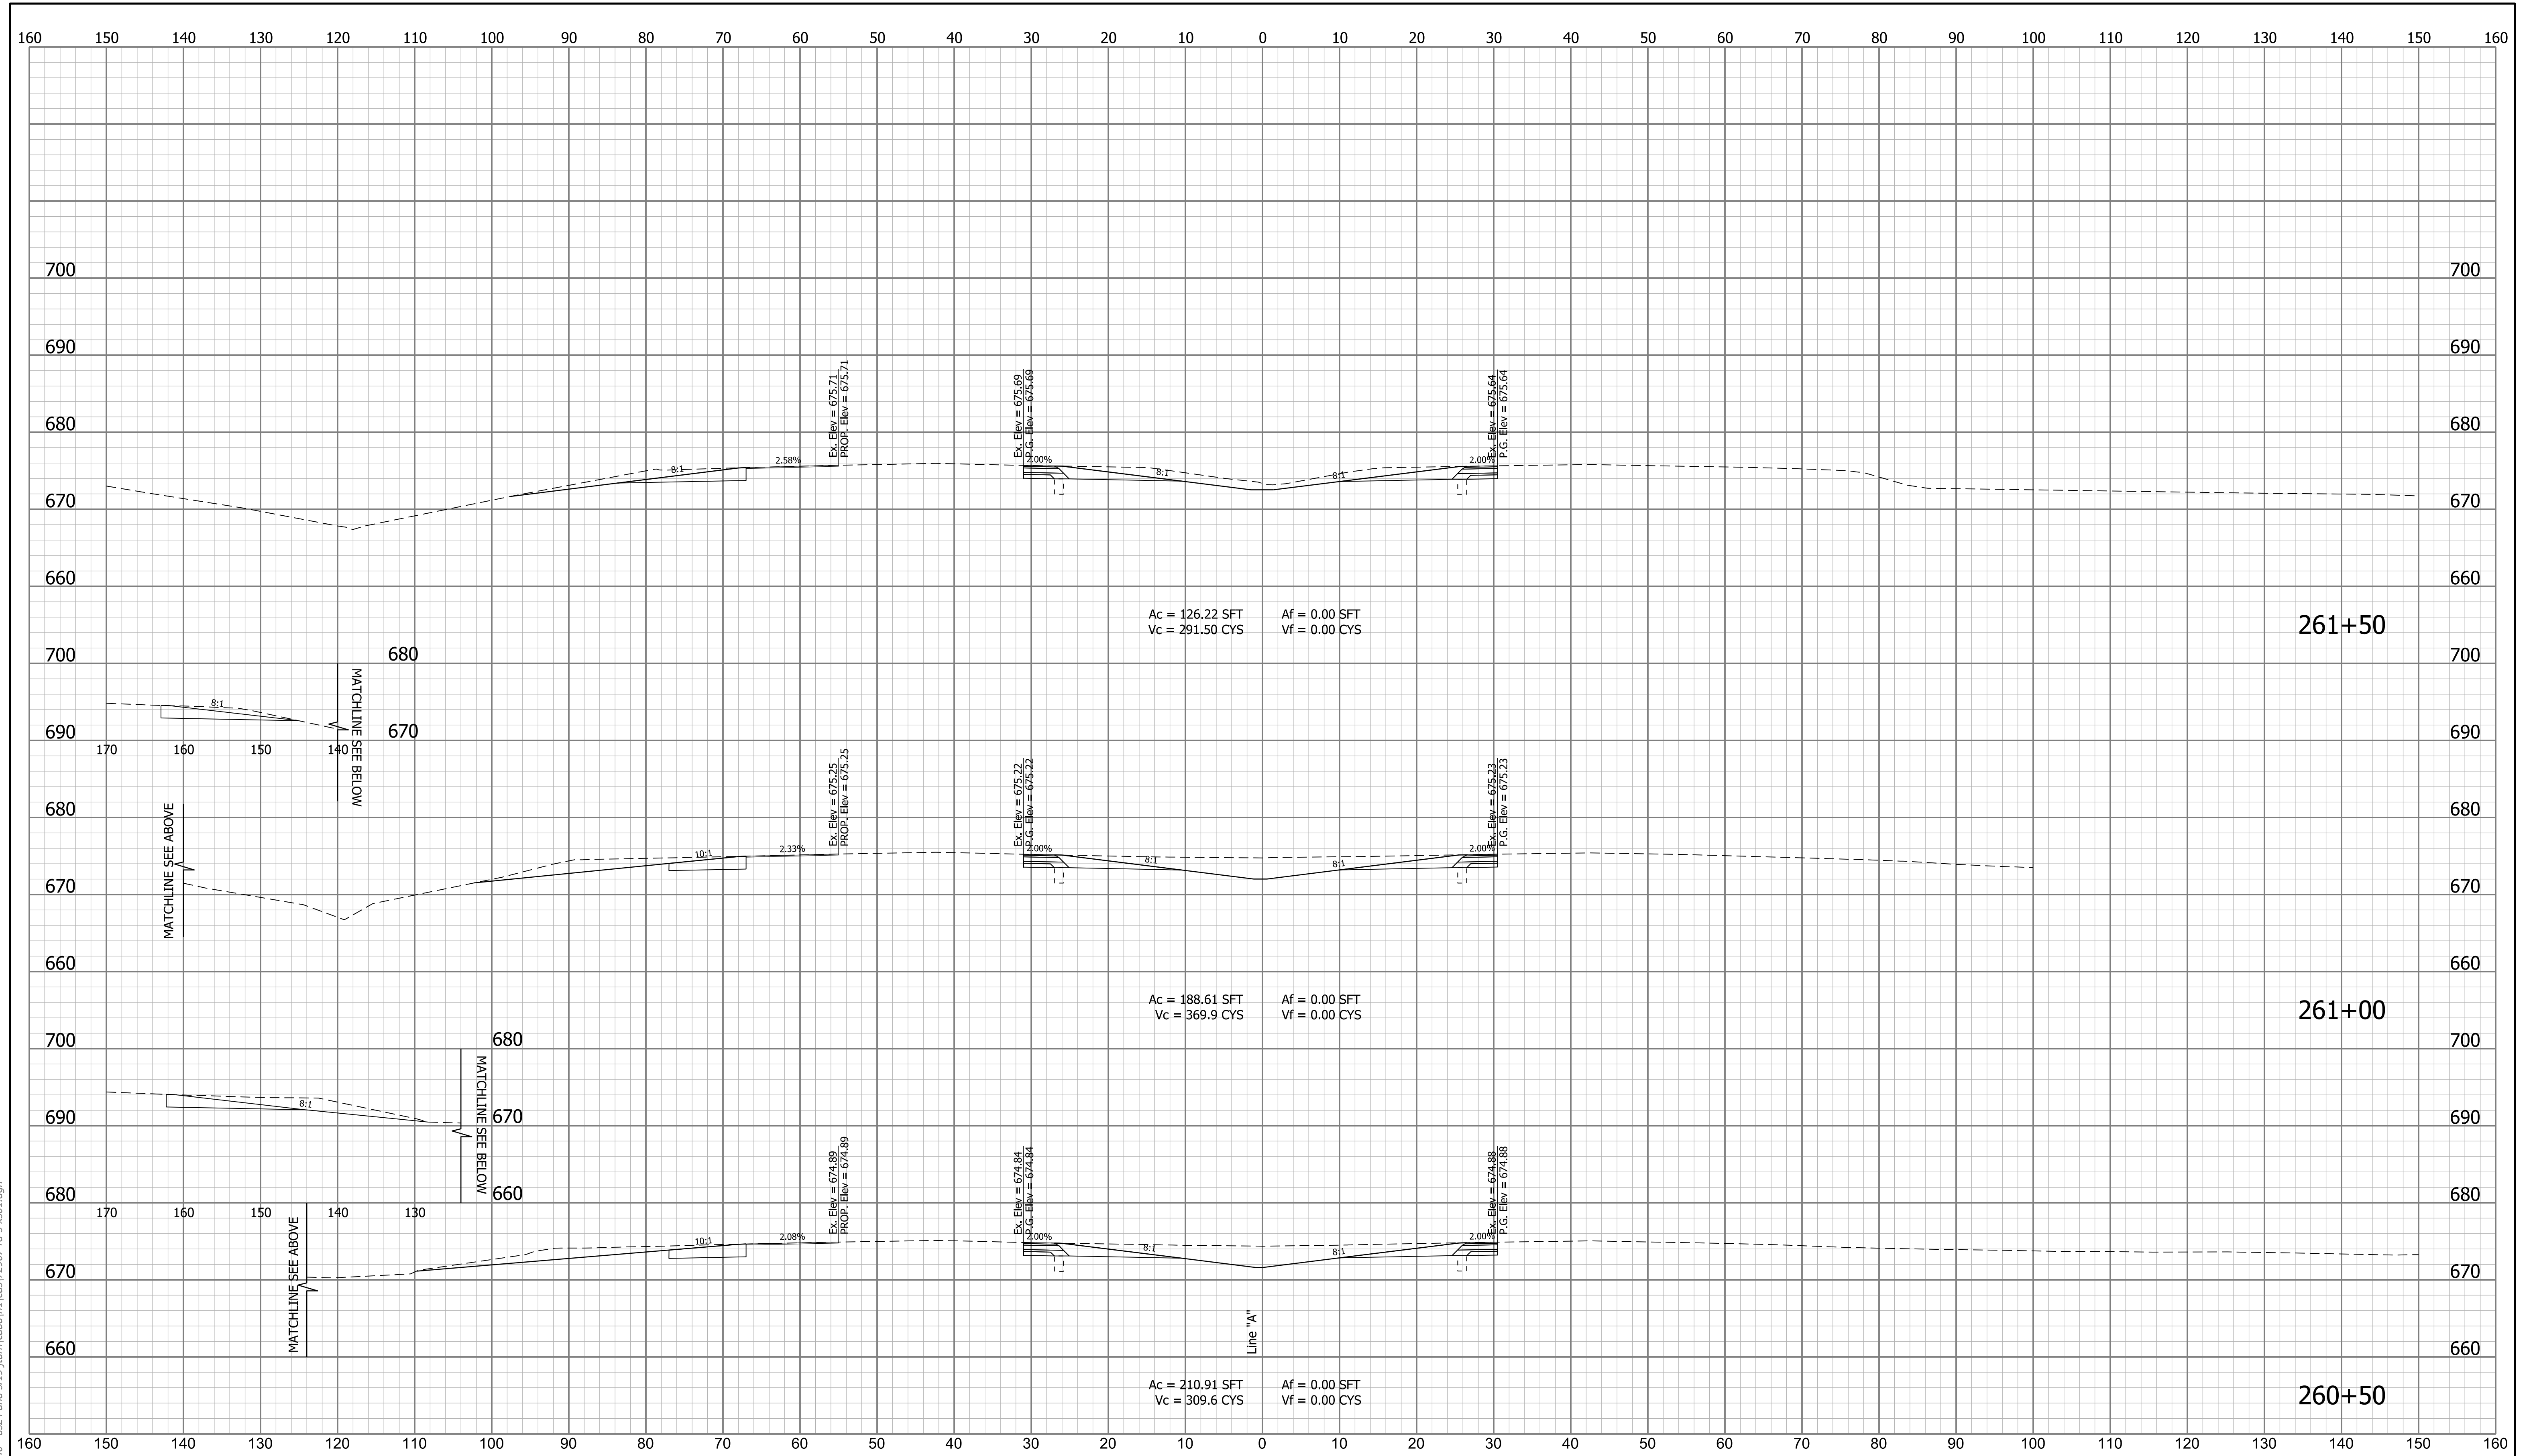 160 150 140 130 120 110 100 90 80 70 60 50 40 30 20 10 0 10 20 30 40 50 60 70 80 90 100 110 120 130 140 150 160
700 700
690 690
Ex. Elev = 675.71
PROP. Elev = 675.71
Ex. Elev = 675.69
P.G. Elev = 675.69
Ex. Elev = 675.64
P.G. Elev = 675.64
680 680
8:1 2.58% 2.00% 8:1 8:1 2.00%
670 670
660 660
Ac = 126.22 SFT Af = 0.00 SFT
Vc = 291.50 CYS Vf = 0.00 CYS
261+50
700 680 700
MATCHLINE SEE BELOW
8:1
690 670 690
170 160 150 140
Ex. Elev = 675.25
PROP. Elev = 675.25
Ex. Elev = 675.22
P.G. Elev = 675.22
Ex. Elev = 675.23
P.G. Elev = 675.23
680 680
MATCHLINE SEE ABOVE
10:1 2.33% 2.00% 8:1 8:1 2.00%
670 670
660 660
Ac = 188.61 SFT Af = 0.00 SFT
Vc = 369.9 CYS Vf = 0.00 CYS
261+00
700 680 700
MATCHLINE SEE BELOW
8:1
690 670 690
Ex. Elev = 674.89
PROP. Elev = 674.89
Ex. Elev = 674.84
P.G. Elev = 674.84
Ex. Elev = 674.88
P.G. Elev = 674.88
680 660 680
170 160 150 140 130
MATCHLINE SEE ABOVE
10:1 2.08% 2.00% 8:1 8:1 2.00%
670 670
Line "A"
660 660
Ac = 210.91 SFT Af = 0.00 SFT
Vc = 309.6 CYS Vf = 0.00 CYS
260+50
160 150 140 130 120 110 100 90 80 70 60 50 40 30 20 10 0 10 20 30 40 50 60 70 80 90 100 110 120 130 140 150 160